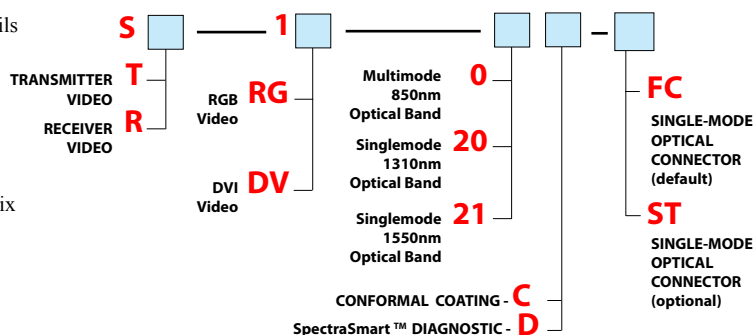 ils
S 1
TRANSMITTER
VIDEO
T
RECEIVER
VIDEO
R
ix
RGB
Video
RG
DVI
Video
DV
Multimode
850nm
Optical Band
0
Singlemode
1310nm
Optical Band
20
Singlemode
1550nm
Optical Band
21
CONFORMAL COATING - C
SpectraSmart ™ DIAGNOSTIC - D
FC
SINGLE-MODE
OPTICAL
CONNECTOR
(default)
ST
SINGLE-MODE
OPTICAL
CONNECTOR
(optional)